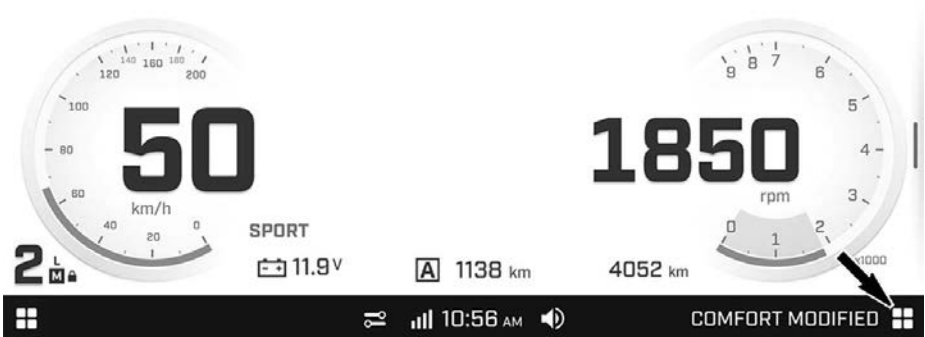 140 160 180
120 200
100
80
60
40 20 0
50
km/h
9 8 7 6
5
4
3
0 1 2
x1000
1850
rpm
SPORT
2 L
M
11.9 V
A 1138 km
4052 km
10:56 AM
COMFORT MODIFIED